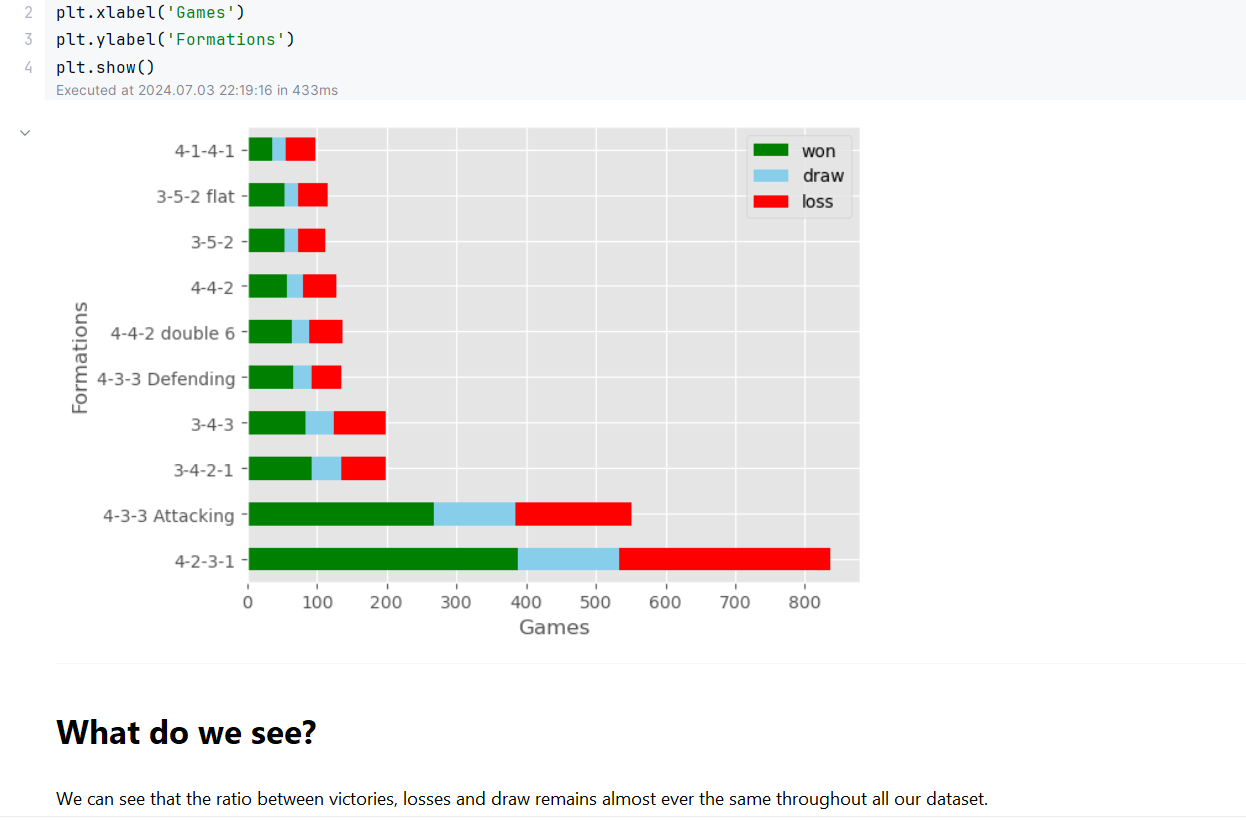 2 plt.xlabel('Games')
3 plt.ylabel('Formations')
4 plt.show()
Executed at 2024.07.03 22:19:16 in 433ms
4-1-4-1
3-5-2 flat
3-5-2
4-4-2
4-4-2 double 6
4-3-3 Defending
3-4-3
3-4-2-1
4-3-3 Attacking
4-2-3-1
Formations
won
draw
loss
0 100 200 300 400 500 600 700 800
Games
What do we see?
We can see that the ratio between victories, losses and draw remains almost ever the same throughout all our dataset.